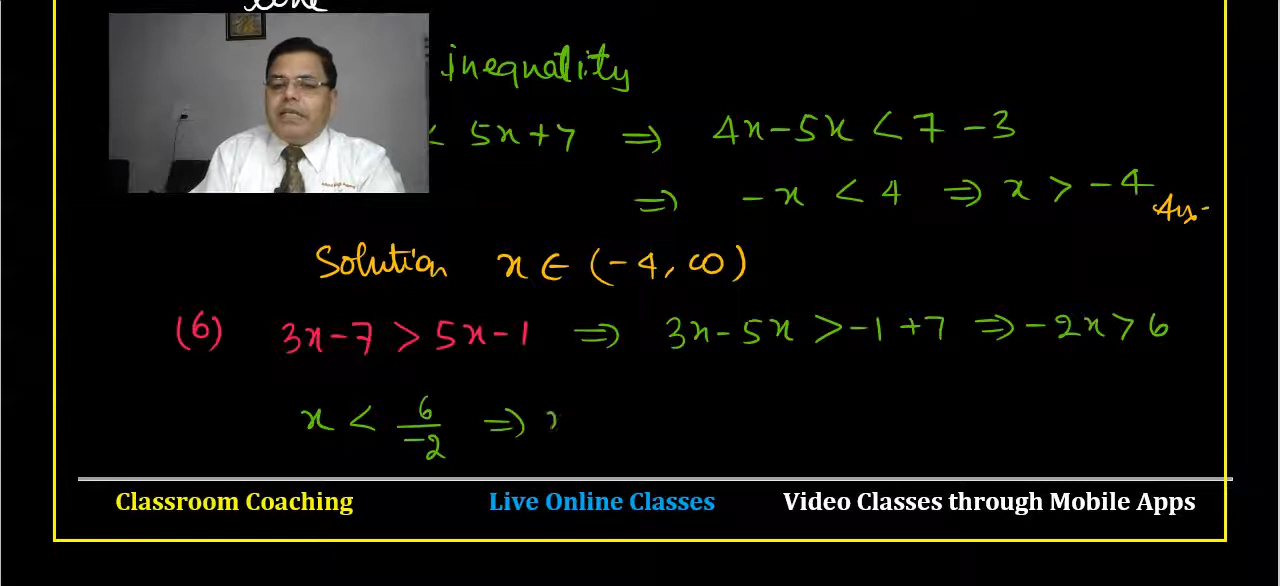 inequality
< 5x+7 ⇒ 4x-5x < 7-3
⇒ -x < 4 ⇒ x > -4
Ans.
Solution x ∈ (-4, ∞)
(6) 3x-7 > 5x-1 ⇒ 3x-5x > -1+7 ⇒ -2x > 6
x < 6/-2 ⇒
Classroom Coaching Live Online Classes Video Classes through Mobile Apps